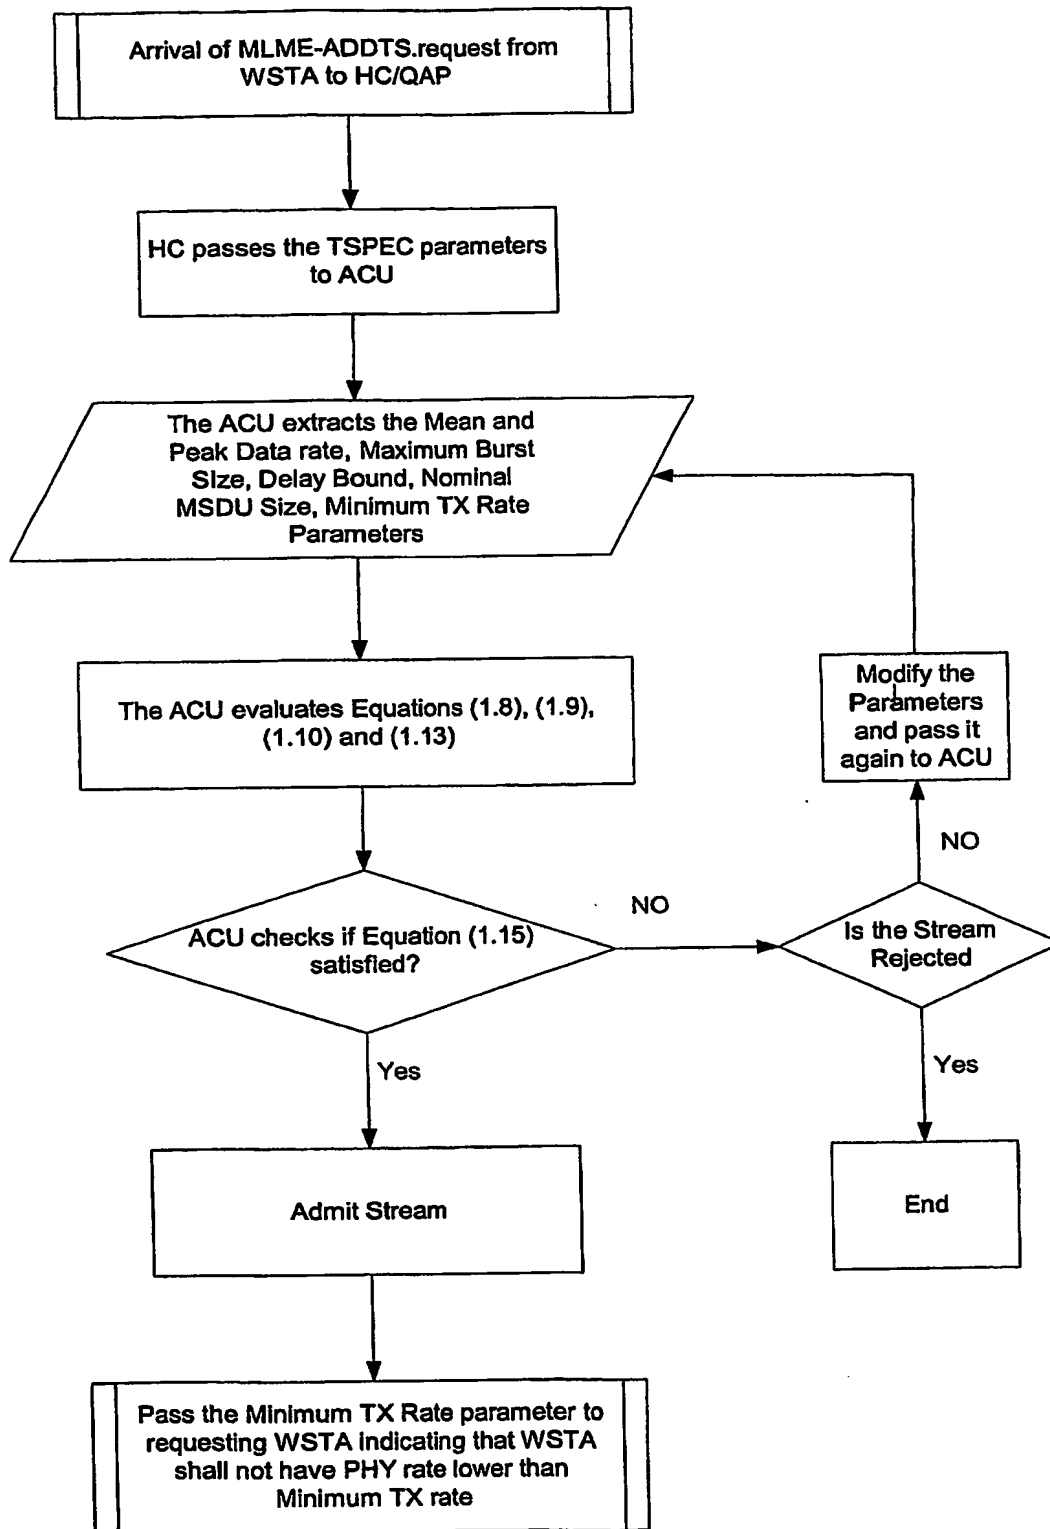 Arrival of MLME-ADDTS.request from
WSTA to HC/QAP
HC passes the TSPEC parameters
to ACU
The ACU extracts the Mean and
Peak Data rate, Maximum Burst
Size, Delay Bound, Nominal
MSDU Size, Minimum TX Rate
Parameters
The ACU evaluates Equations (1.8), (1.9),
(1.10) and (1.13)
Modify the
Parameters
and pass it
again to ACU
NO
ACU checks if Equation (1.15)
satisfied?
NO
Is the Stream
Rejected
Yes
Yes
Admit Stream
End
Pass the Minimum TX Rate parameter to
requesting WSTA indicating that WSTA
shall not have PHY rate lower than
Minimum TX rate